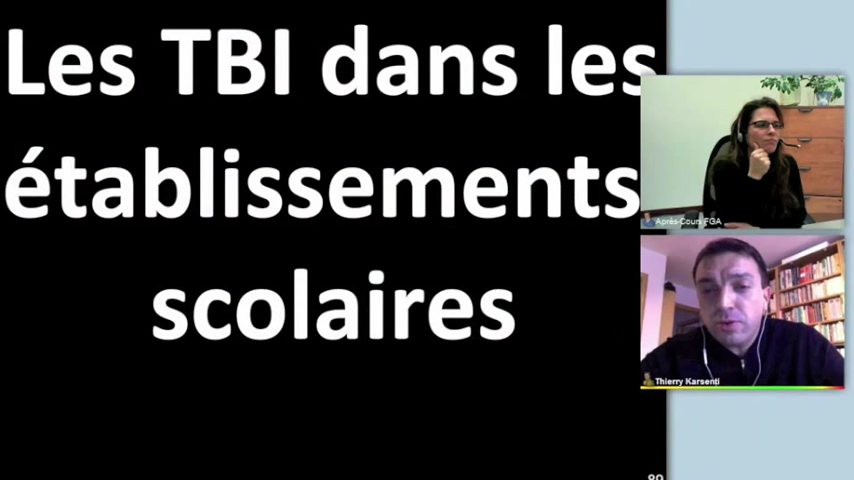 Les TBI dans les
établissements
scolaires
Après-Cours FGA
Thierry Karsenti